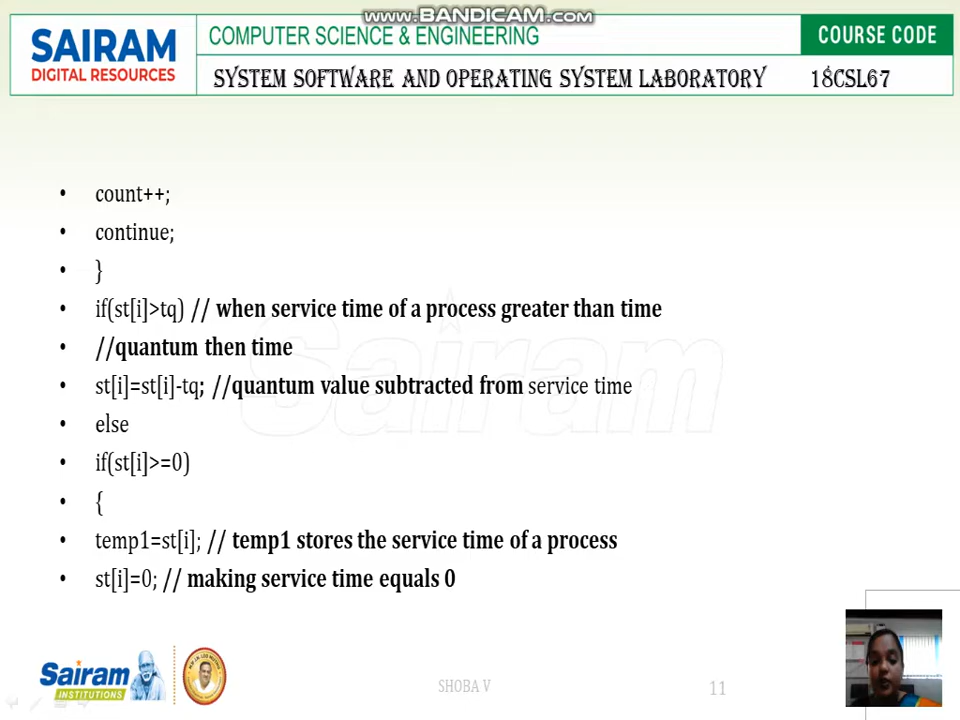 www.BANDICAM.com
SAIRAM
DIGITAL RESOURCES
COMPUTER SCIENCE & ENGINEERING
COURSE CODE
SYSTEM SOFTWARE AND OPERATING SYSTEM LABORATORY 18CSL67
• count++;
• continue;
• }
• if(st[i]>tq) // when service time of a process greater than time
• //quantum then time
• st[i]=st[i]-tq; //quantum value subtracted from service time
• else
• if(st[i]>=0)
• {
• temp1=st[i]; // temp1 stores the service time of a process
• st[i]=0; // making service time equals 0
Sairam
Sairam
INSTITUTIONS
SHOBA V
11